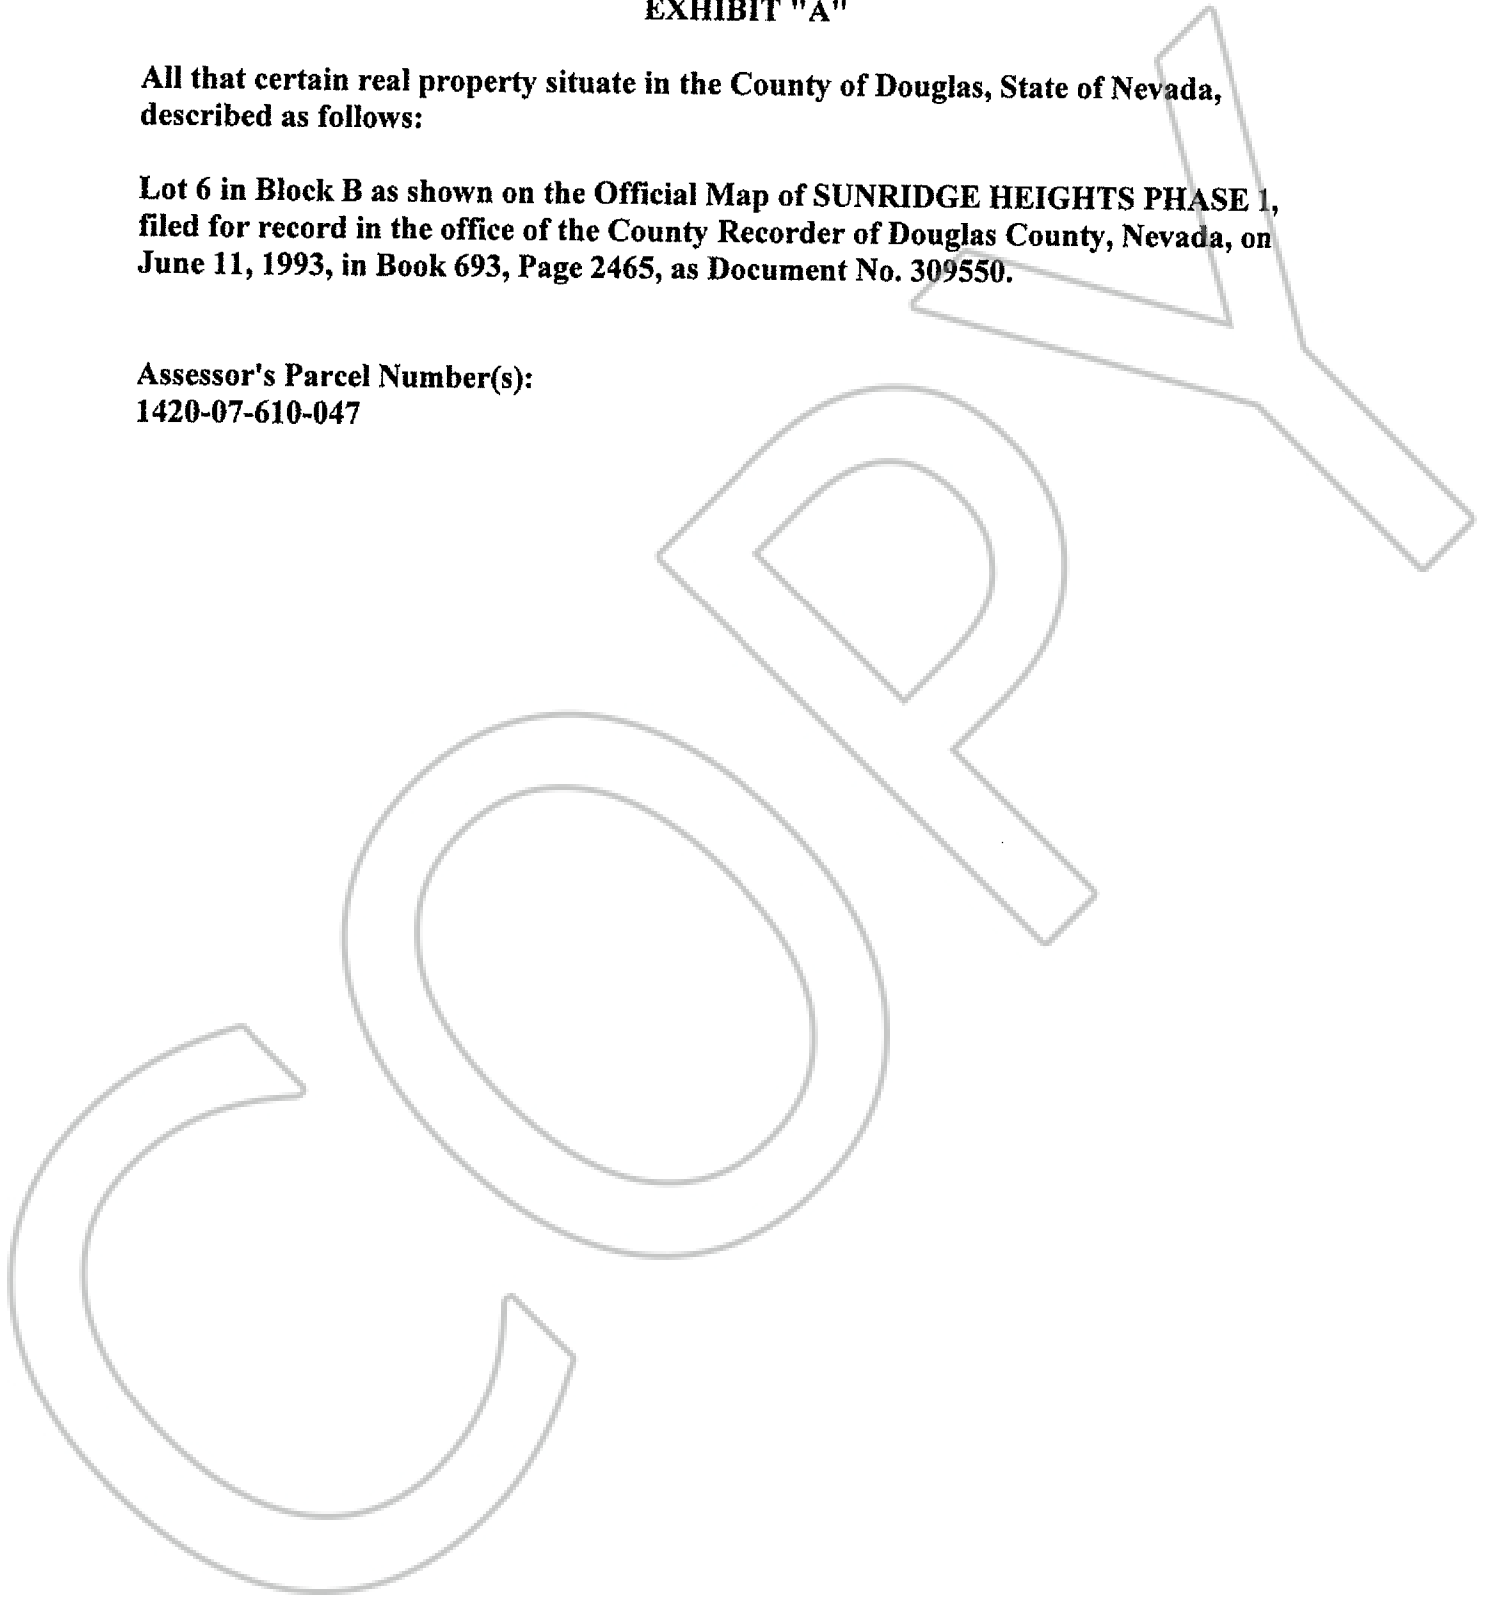 EXHIBIT "A"
All that certain real property situate in the County of Douglas, State of Nevada,
described as follows:
Lot 6 in Block B as shown on the Official Map of SUNRIDGE HEIGHTS PHASE 1,
filed for record in the office of the County Recorder of Douglas County, Nevada, on
June 11, 1993, in Book 693, Page 2465, as Document No. 309550.
Assessor's Parcel Number(s):
1420-07-610-047
COPY